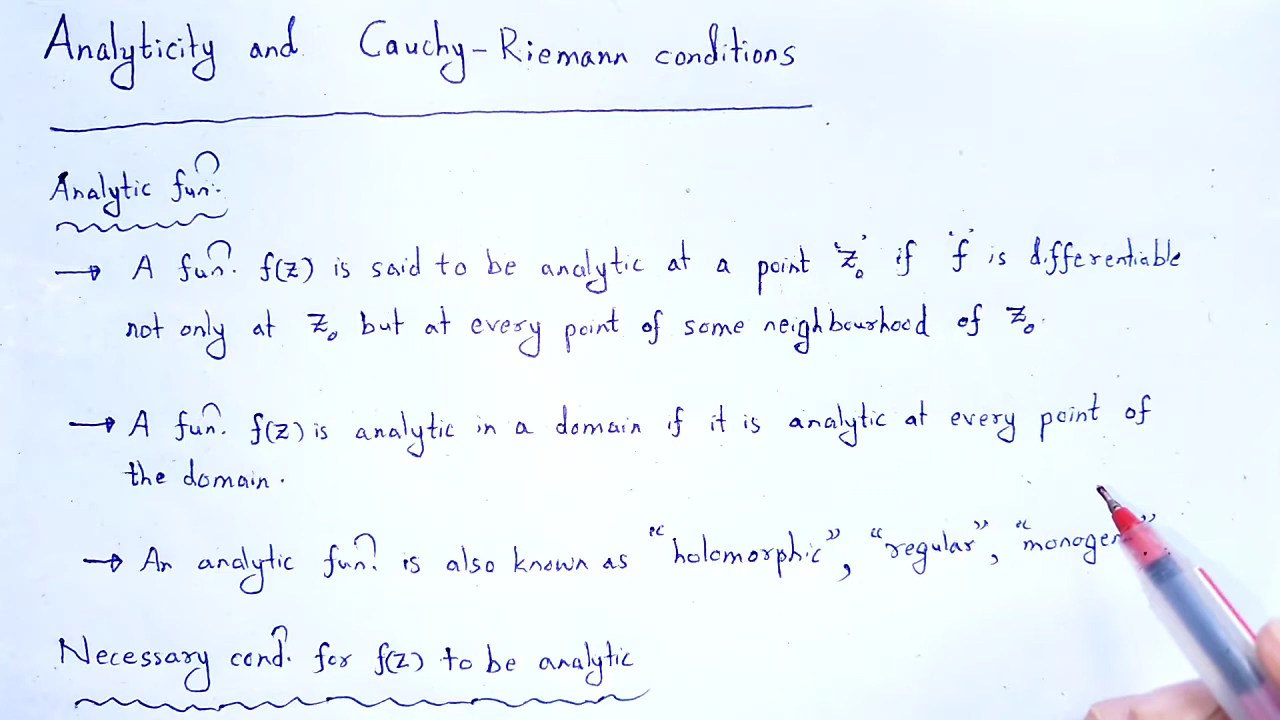 Analyticity and Cauchy-Riemann conditions
Analytic fun.
→ A fun. f(z) is said to be analytic at a point 'z₀' if 'f' is differentiable
not only at z₀ but at every point of some neighbourhood of z₀.
→ A fun. f(z) is analytic in a domain if it is analytic at every point of
the domain.
→ An analytic fun. is also known as "holomorphic", "regular",
Necessary cond. for f(z) to be analytic